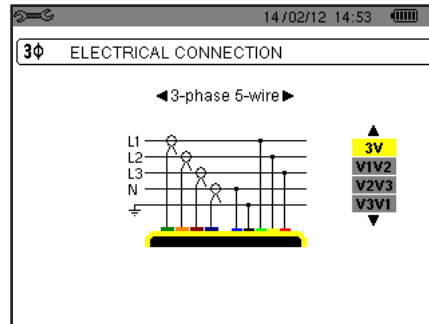 14/02/12 14:53
3Φ ELECTRICAL CONNECTION
◄3-phase 5-wire►
L1
L2
L3
N
3V
V1V2
V2V3
V3V1